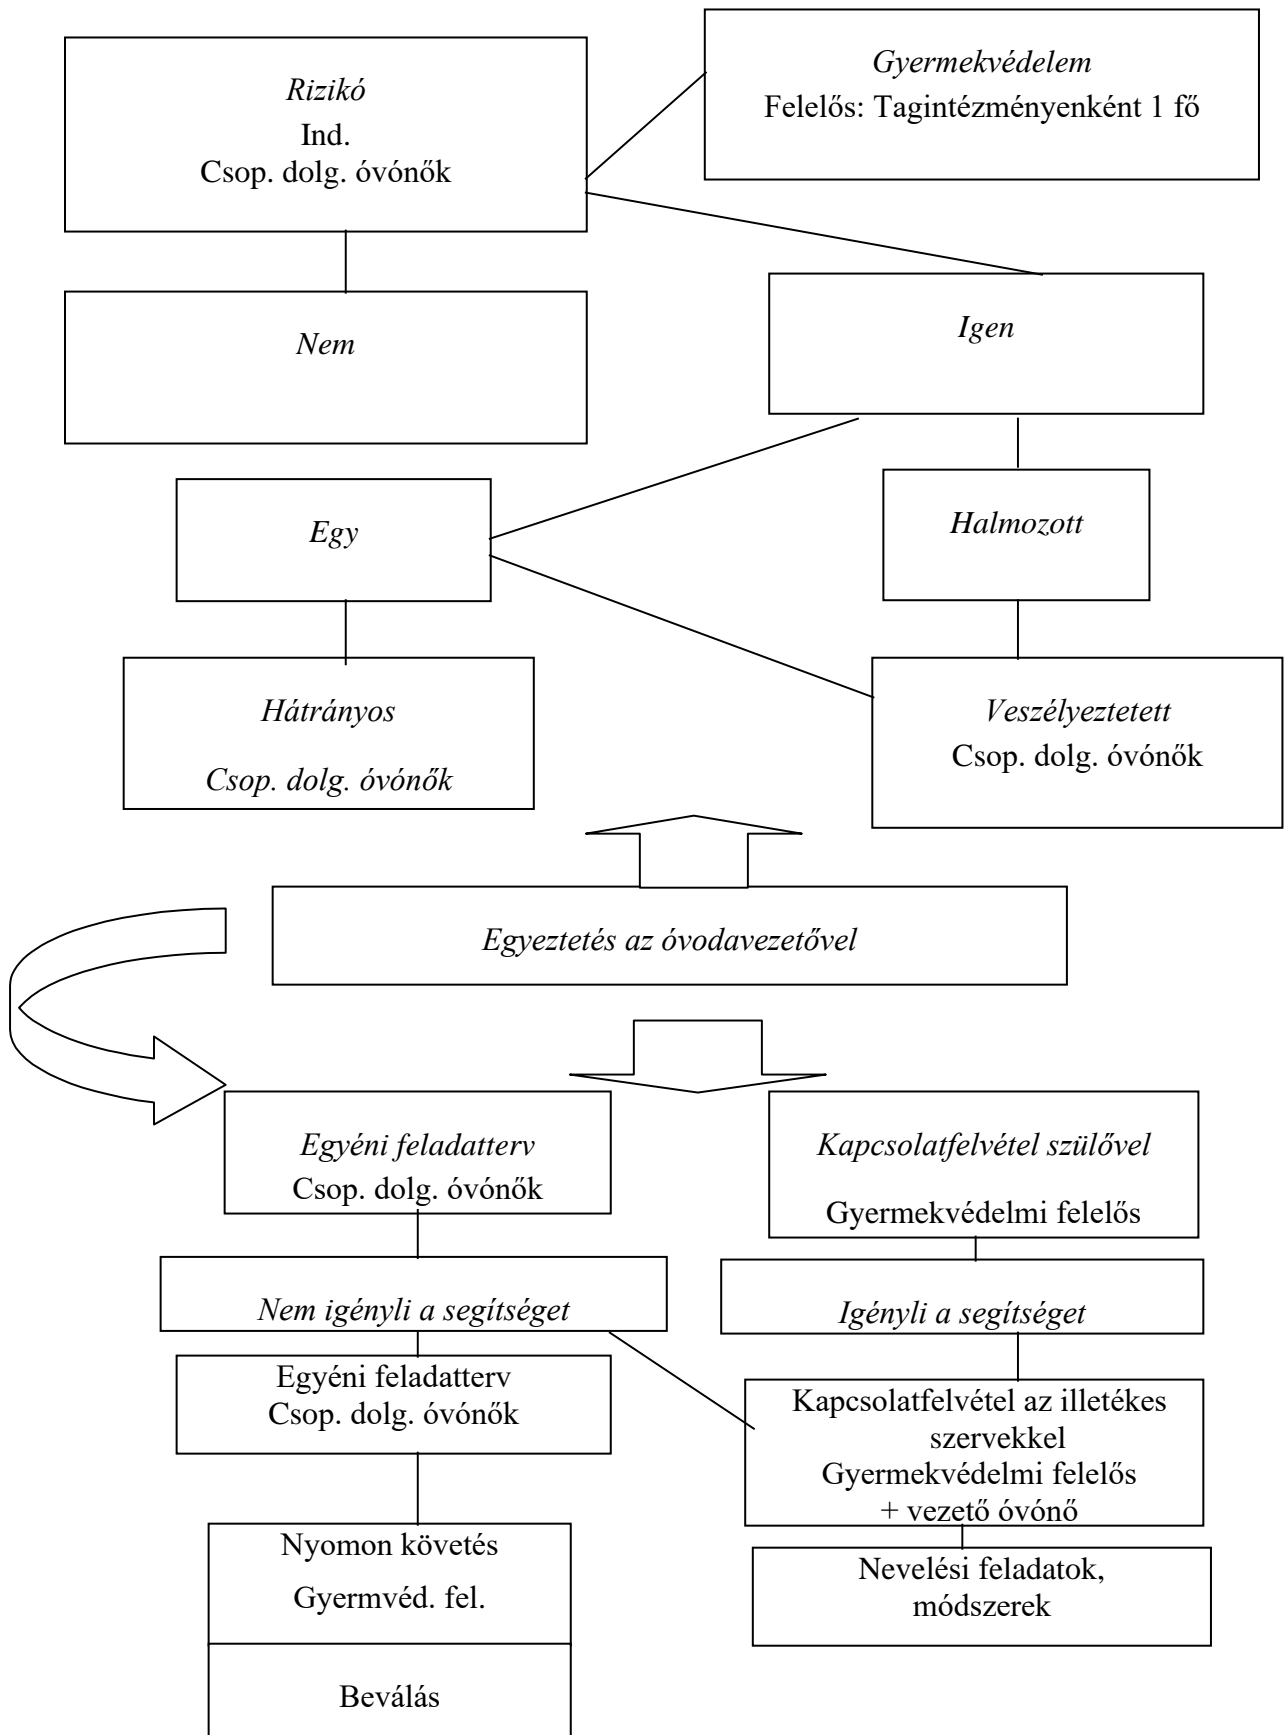 Rizikó
Ind.
Csop. dolg. óvónők
Gyermekvédelem
Felelős: Tagintézményenként 1 fő
Nem
Igen
Egy
Halmozott
Hátrányos
Csop. dolg. óvónők
Veszélyeztetett
Csop. dolg. óvónők
Egyeztetés az óvodavezetővel
Egyéni feladatterv
Csop. dolg. óvónők
Kapcsolatfelvétel szülővel
Gyermekvédelmi felelős
Nem igényli a segítséget
Igényli a segítséget
Egyéni feladatterv
Csop. dolg. óvónők
Kapcsolatfelvétel az illetékes
szervekkel
Gyermekvédelmi felelős
+ vezető óvónő
Nyomon követés
Gyermvéd. fel.
Nevelési feladatok,
módszerek
Beválás